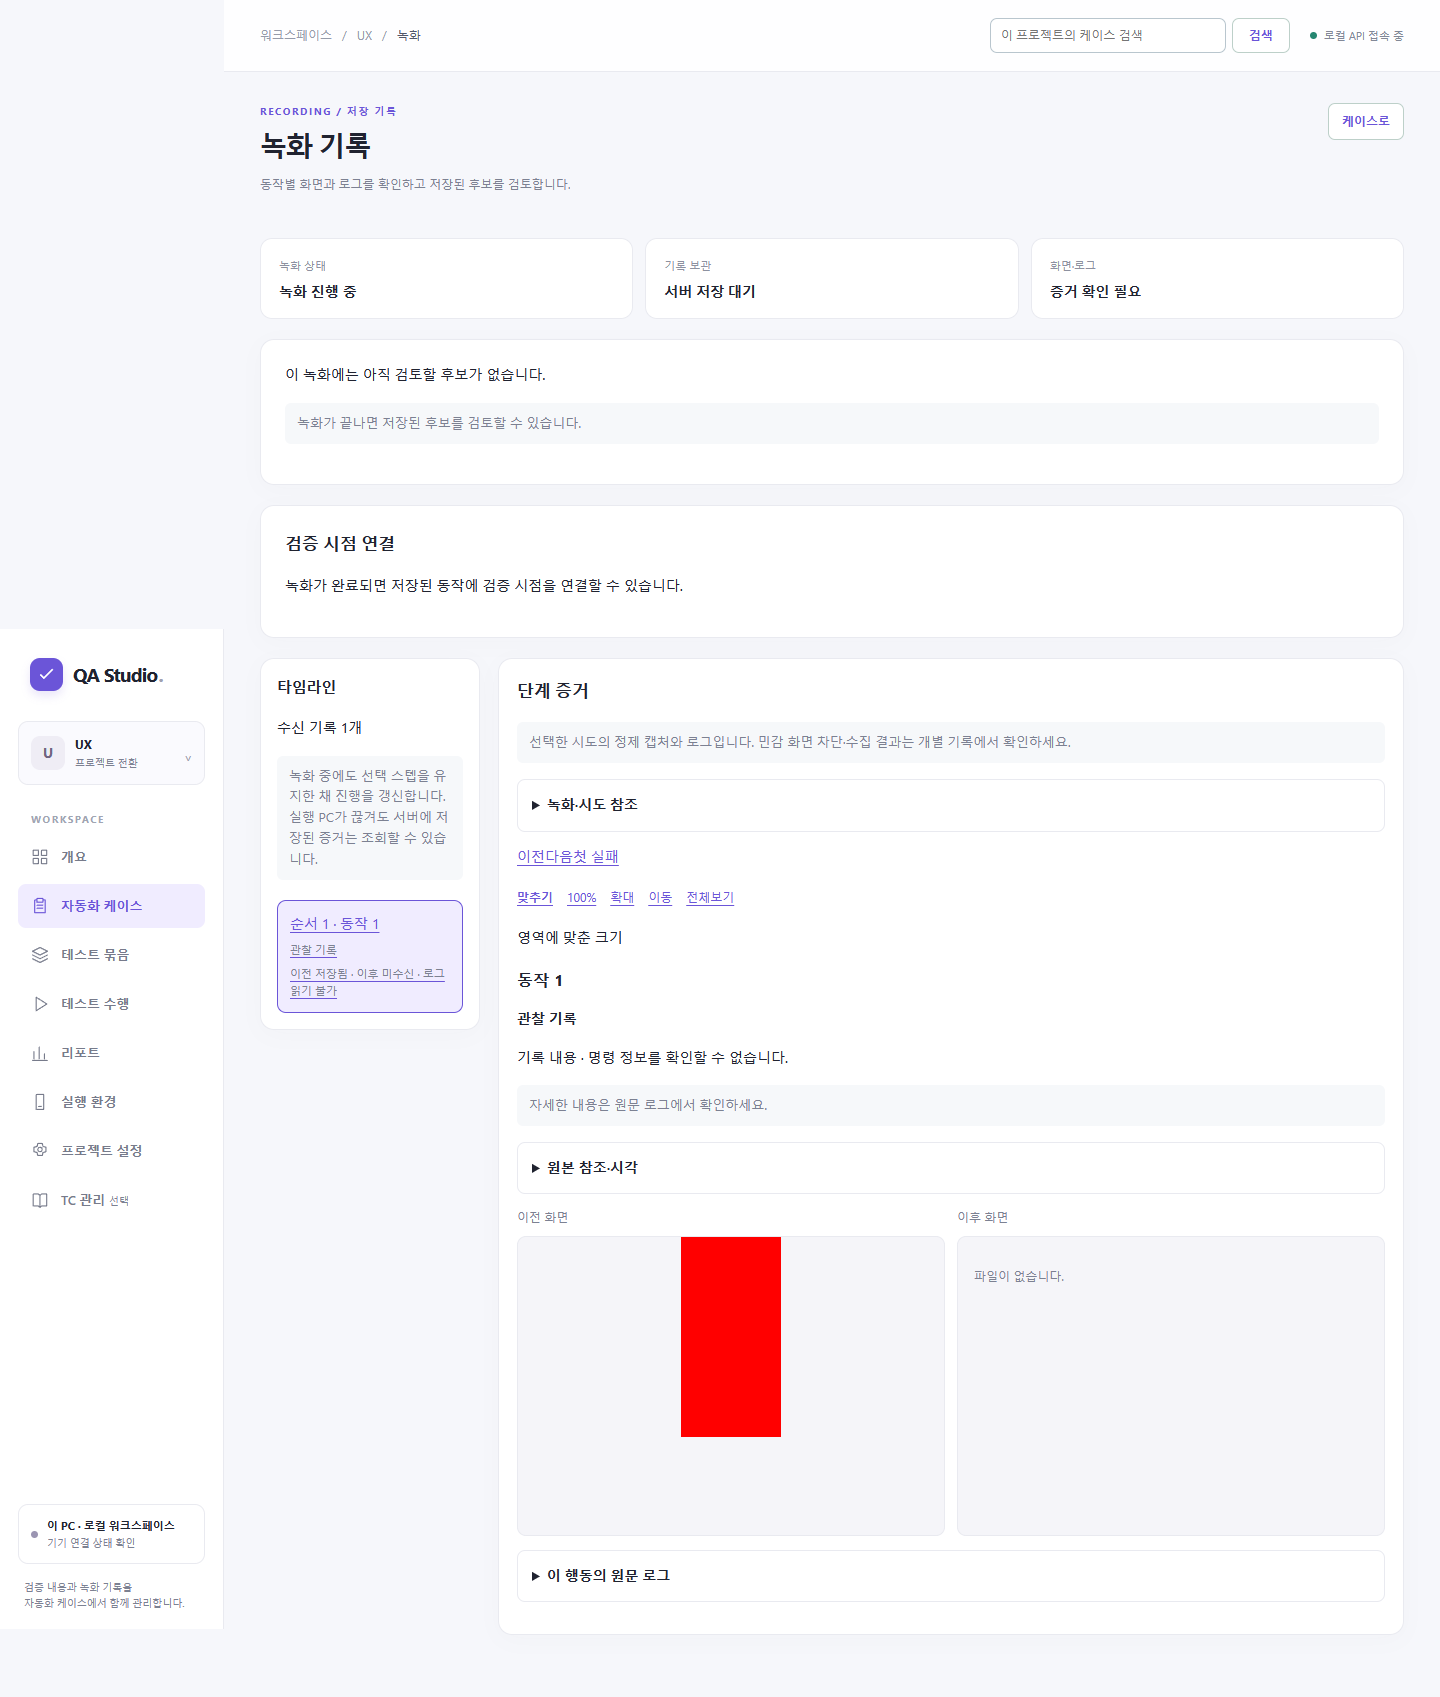 워크스페이스 / UX / 녹화
이 프로젝트의 케이스 검색
검색
로컬 API 접속 중
RECORDING / 저장 기록
녹화 기록
동작별 화면과 로그를 확인하고 저장된 후보를 검토합니다.
케이스로
녹화 상태
녹화 진행 중
기록 보관
서버 저장 대기
화면·로그
증거 확인 필요
이 녹화에는 아직 검토할 후보가 없습니다.
녹화가 끝나면 저장된 후보를 검토할 수 있습니다.
검증 시점 연결
녹화가 완료되면 저장된 동작에 검증 시점을 연결할 수 있습니다.
QA Studio.
U
UX
프로젝트 전환
v
WORKSPACE
개요
자동화 케이스
테스트 묶음
테스트 수행
리포트
실행 환경
프로젝트 설정
TC 관리 선택
이 PC · 로컬 워크스페이스
기기 연결 상태 확인
검증 내용과 녹화 기록을
자동화 케이스에서 함께 관리합니다.
타임라인
수신 기록 1개
녹화 중에도 선택 스텝을 유
지한 채 진행을 갱신합니다.
실행 PC가 끊겨도 서버에 저
장된 증거는 조회할 수 있습
니다.
순서 1 · 동작 1
관찰 기록
이전 저장됨 · 이후 미수신 · 로그
읽기 불가
단계 증거
선택한 시도의 정제 캡처와 로그입니다. 민감 화면 차단·수집 결과는 개별 기록에서 확인하세요.
▶ 녹화·시도 참조
이전다음첫 실패
맞추기 100% 확대 이동 전체보기
영역에 맞춘 크기
동작 1
관찰 기록
기록 내용 · 명령 정보를 확인할 수 없습니다.
자세한 내용은 원문 로그에서 확인하세요.
▶ 원본 참조·시각
이전 화면
이후 화면
파일이 없습니다.
▶ 이 행동의 원문 로그